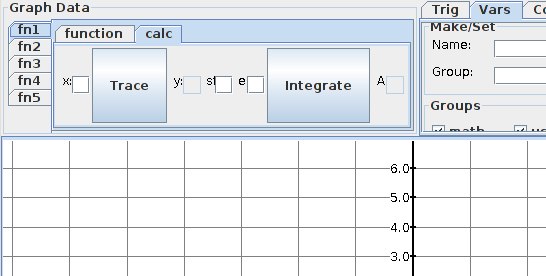 Graph Data
fn1
fn2
fn3
fn4
fn5
function calc
x: Trace y: st e Integrate A
Trig Vars Co
Make/Set
Name:
Group:
Groups
math
6.0
5.0
4.0
3.0